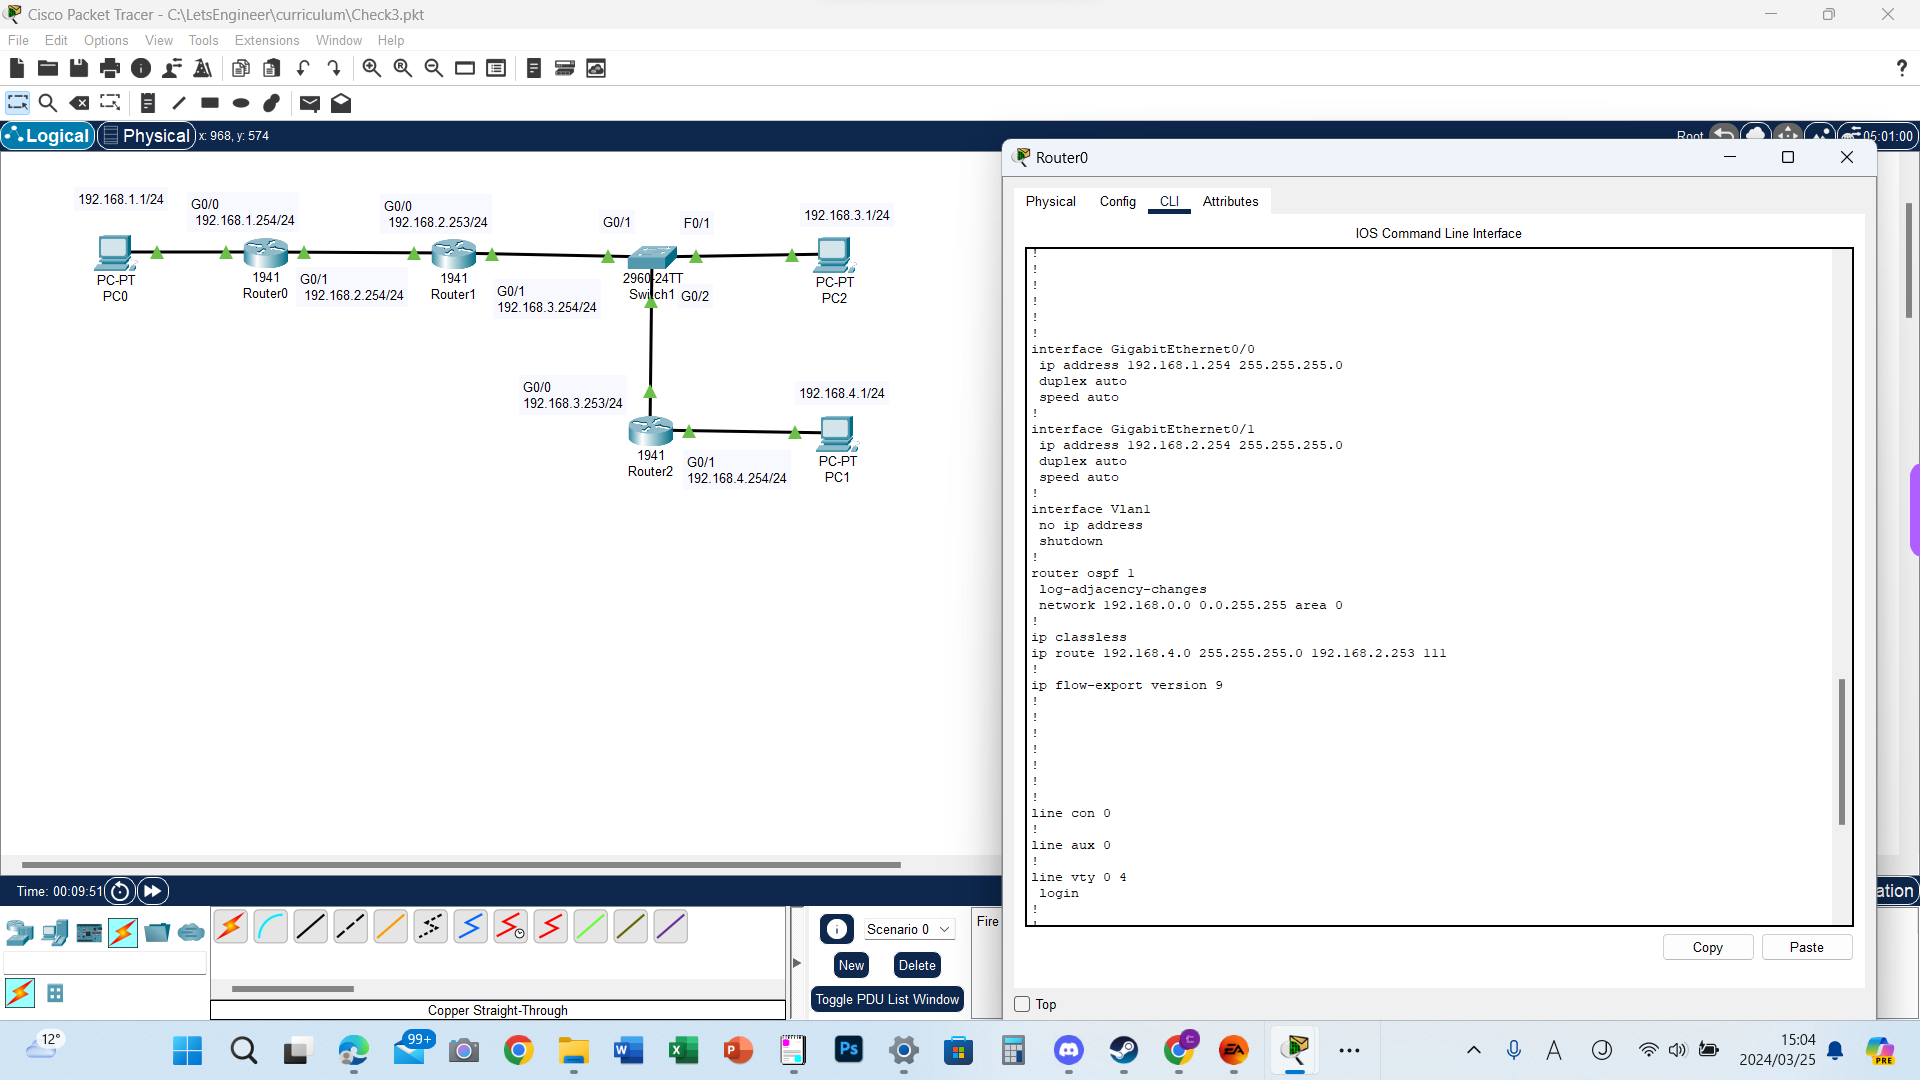 Cisco Packet Tracer - C:\LetsEngineer\curriculum\Check3.pkt
File Edit Options View Tools Extensions Window Help
?
Logical Physical x: 968, y: 574
Root 05:01:00
192.168.1.1/24
G0/0
192.168.1.254/24
PC-PT
PC0
1941
Router0
G0/1
192.168.2.254/24
G0/0
192.168.2.253/24
1941
Router1
G0/1
192.168.3.254/24
G0/1
F0/1
2960-24TT
Switch1
G0/2
192.168.3.1/24
PC-PT
PC2
G0/0
192.168.3.253/24
1941
Router2
G0/1
192.168.4.254/24
192.168.4.1/24
PC-PT
PC1
Router0
Physical Config CLI Attributes
IOS Command Line Interface
!
!
!
!
!
!
interface GigabitEthernet0/0
ip address 192.168.1.254 255.255.255.0
duplex auto
speed auto
!
interface GigabitEthernet0/1
ip address 192.168.2.254 255.255.255.0
duplex auto
speed auto
!
interface Vlan1
no ip address
shutdown
!
router ospf 1
log-adjacency-changes
network 192.168.0.0 0.0.255.255 area 0
!
ip classless
ip route 192.168.4.0 255.255.255.0 192.168.2.253 111
!
ip flow-export version 9
!
!
!
!
!
!
!
line con 0
!
line aux 0
!
line vty 0 4
login
!
!
Copy Paste
Top
Time: 00:09:51
ation
Scenario 0
Fire
New Delete
Toggle PDU List Window
Copper Straight-Through
12°
99+
Ps
EA
C
A
J
15:04
2024/03/25
PRE